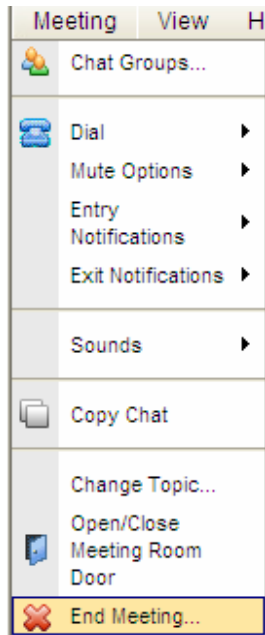 Meeting View H
Chat Groups...
Dial
Mute Options
Entry
Notifications
Exit Notifications
Sounds
Copy Chat
Change Topic...
Open/Close
Meeting Room
Door
End Meeting...